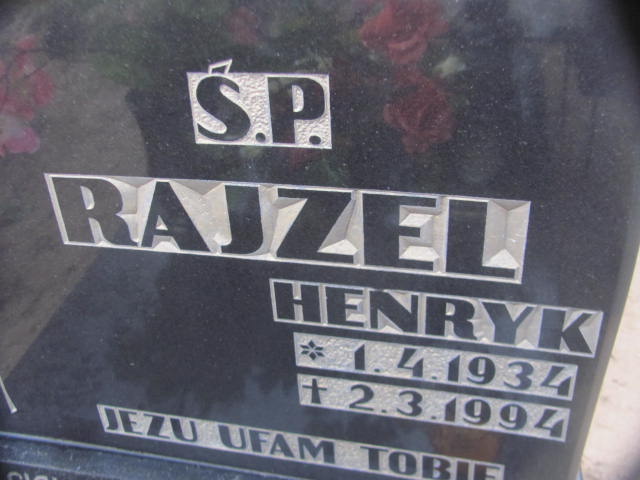 Ś.P.
RAJZEL
HENRYK
* 1.4.1934
† 2.3.1994
JEZU UFAM TOBIE